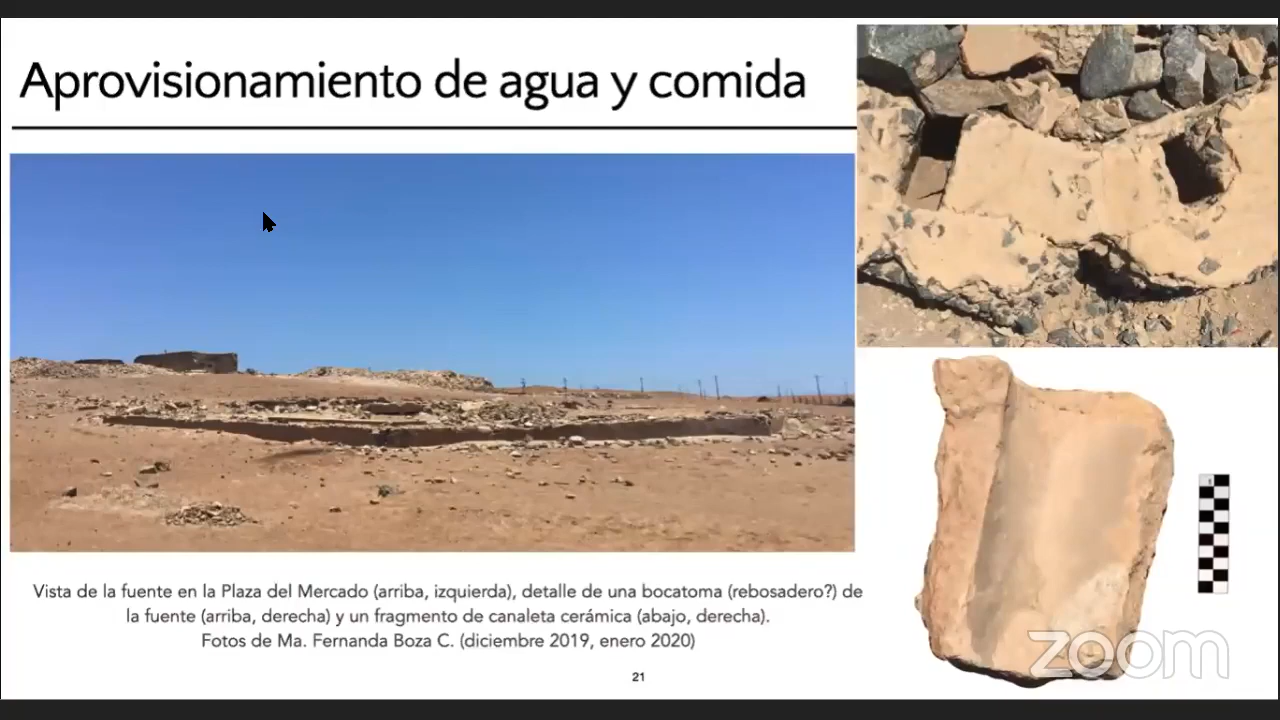 Aprovisionamiento de agua y comida
Vista de la fuente en la Plaza del Mercado (arriba, izquierda), detalle de una bocatoma (rebosadero?) de
la fuente (arriba, derecha) y un fragmento de canaleta cerámica (abajo, derecha).
Fotos de Ma. Fernanda Boza C. (diciembre 2019, enero 2020)
21
zoom